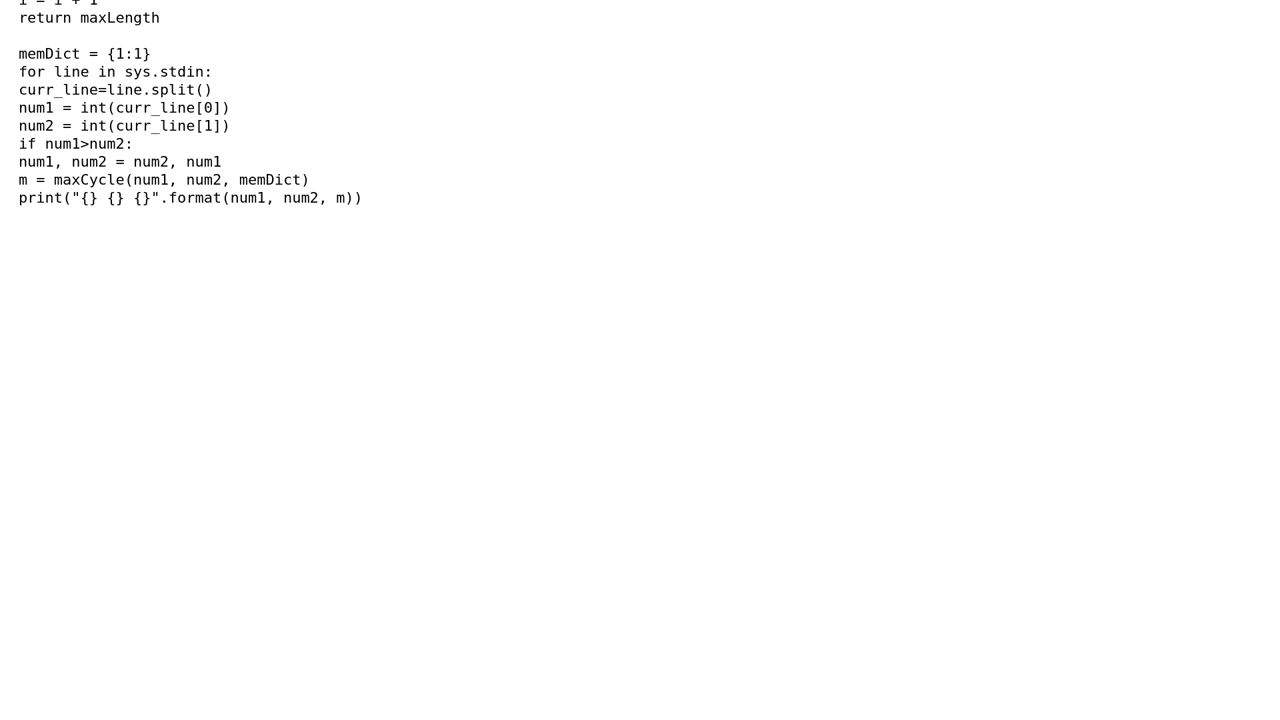 i = i + 1
return maxLength

memDict = {1:1}
for line in sys.stdin:
curr_line=line.split()
num1 = int(curr_line[0])
num2 = int(curr_line[1])
if num1>num2:
num1, num2 = num2, num1
m = maxCycle(num1, num2, memDict)
print("{} {} {}".format(num1, num2, m))